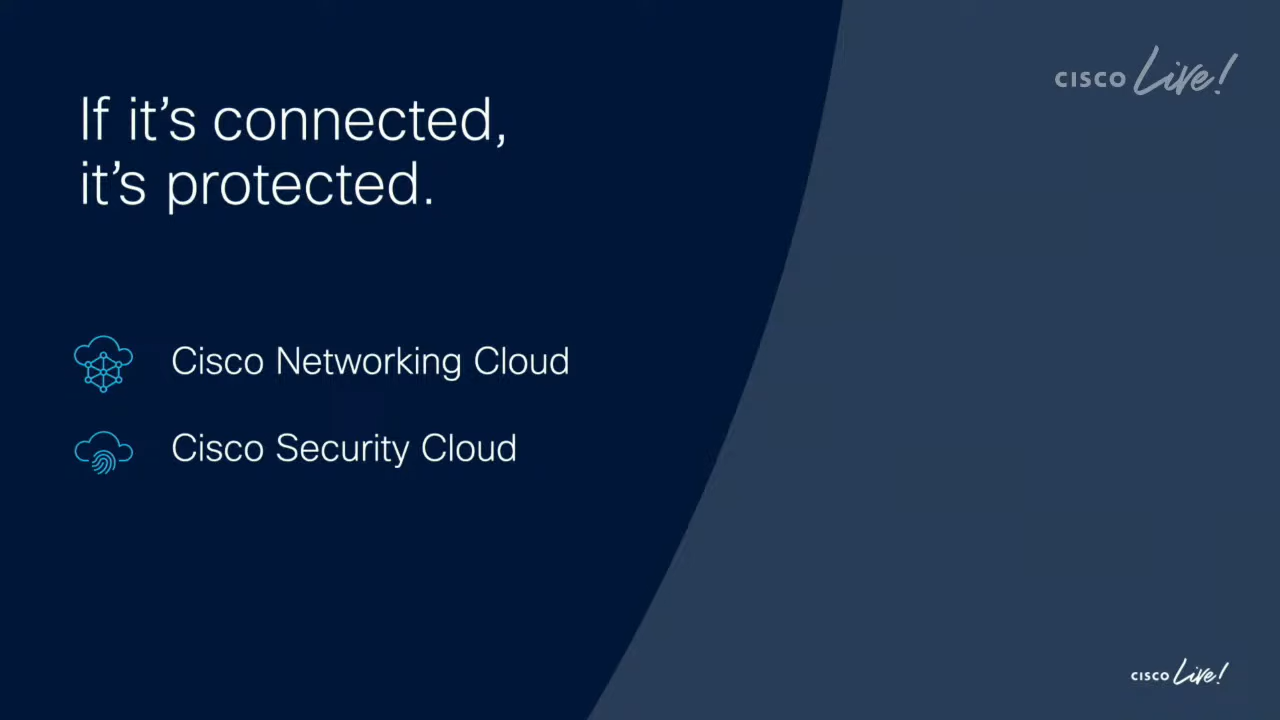 CISCO Live!
If it’s connected,
it’s protected.
Cisco Networking Cloud
Cisco Security Cloud
CISCO Live!